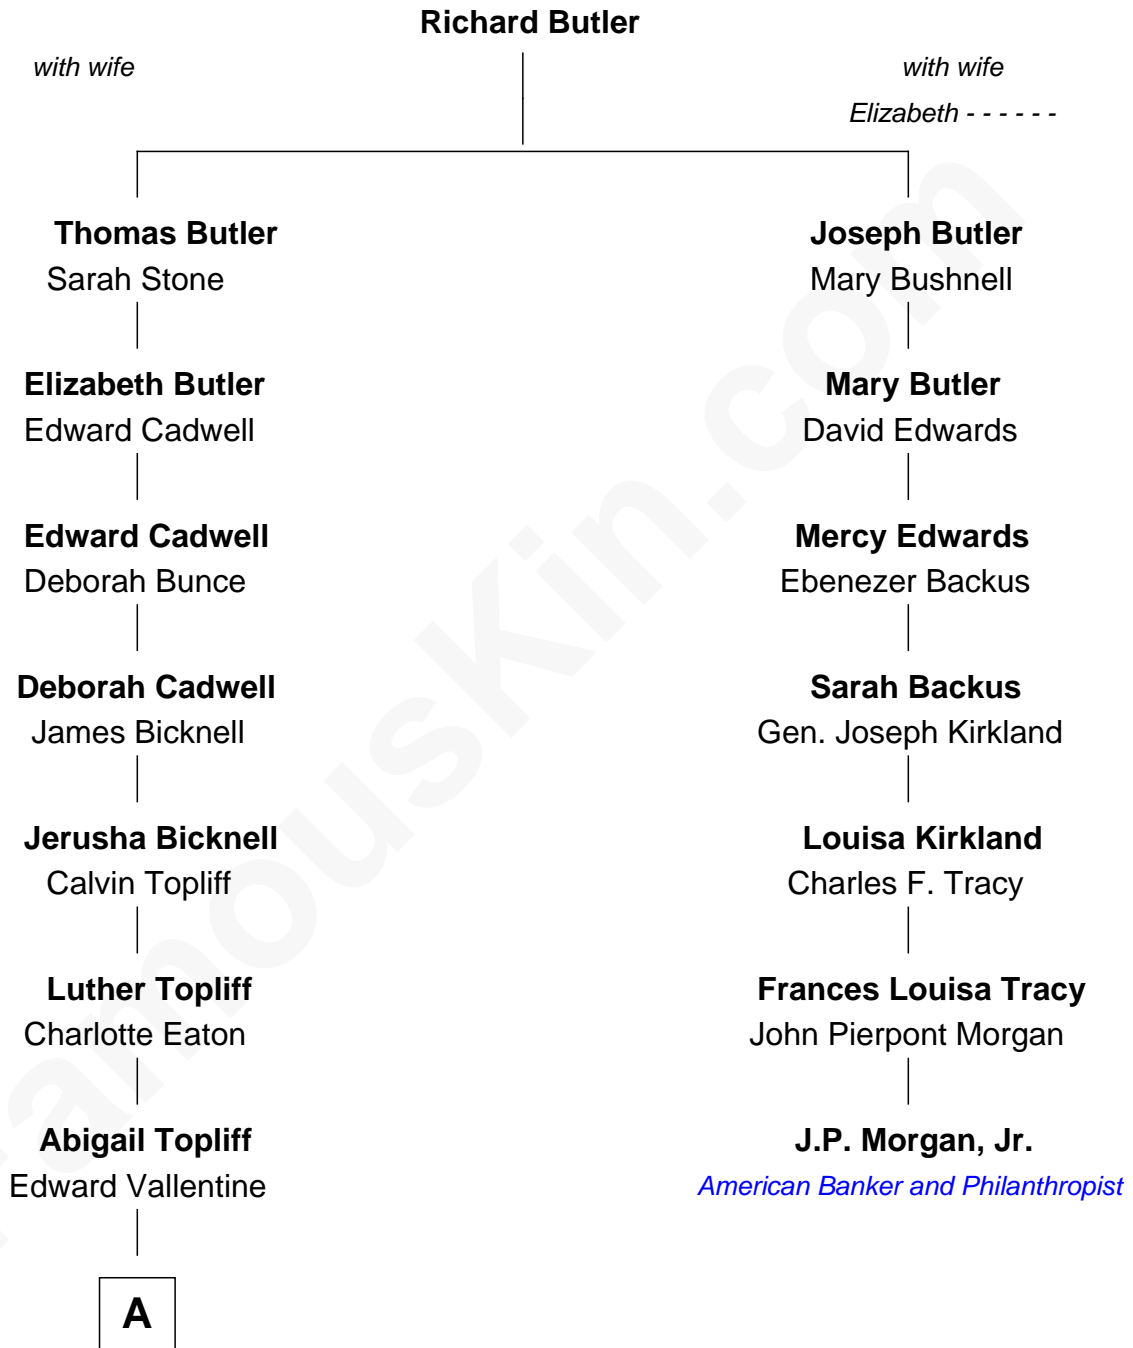 Richard Butler
with wife
with wife
Elizabeth - - - - - -
Thomas Butler
Sarah Stone
Joseph Butler
Mary Bushnell
Elizabeth Butler
Edward Cadwell
Mary Butler
David Edwards
Edward Cadwell
Deborah Bunce
Mercy Edwards
Ebenezer Backus
Deborah Cadwell
James Bicknell
Sarah Backus
Gen. Joseph Kirkland
Jerusha Bicknell
Calvin Topliff
Louisa Kirkland
Charles F. Tracy
Luther Topliff
Charlotte Eaton
Frances Louisa Tracy
John Pierpont Morgan
Abigail Topliff
Edward Vallentine
J.P. Morgan, Jr.
American Banker and Philanthropist
A
FamousKin.com